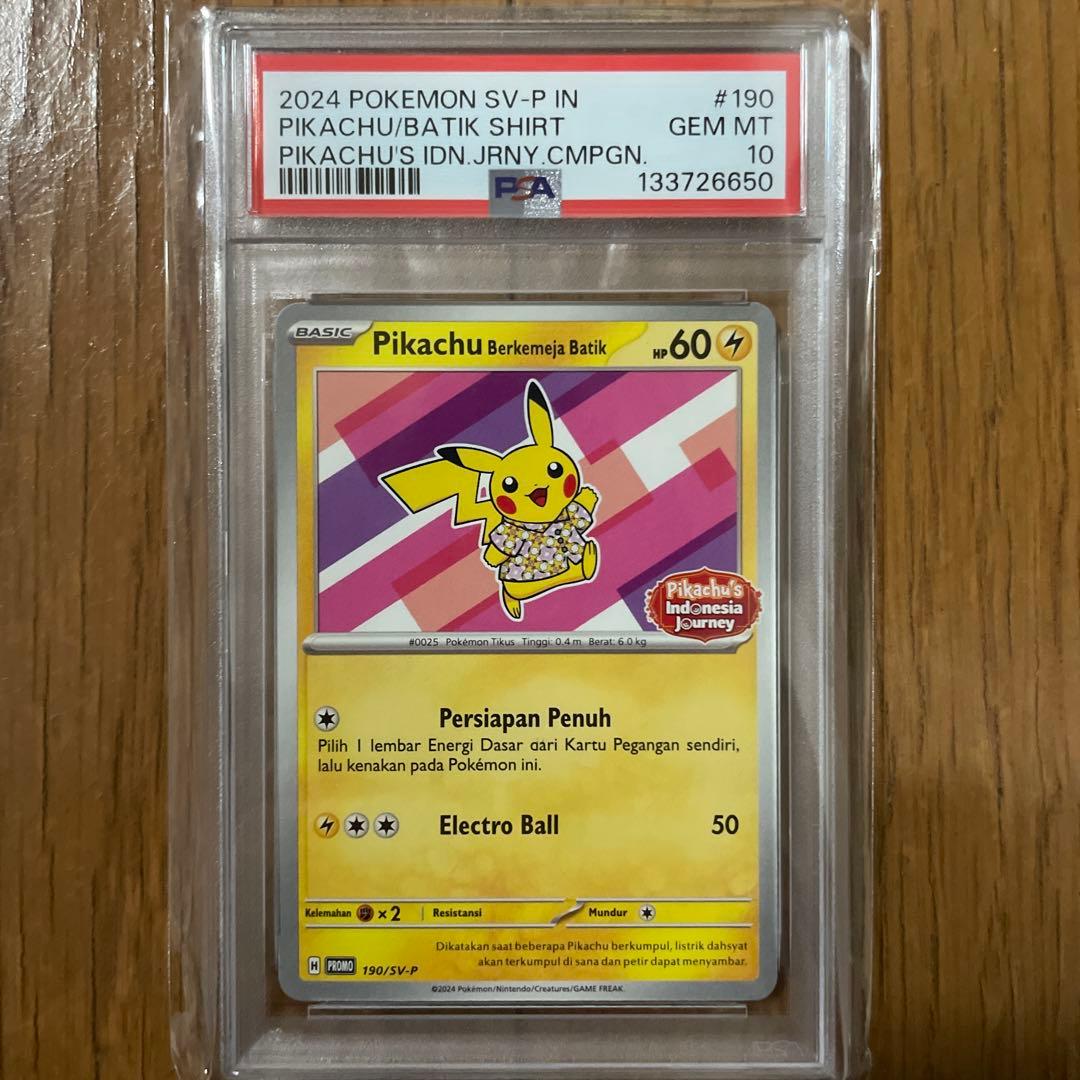 2024 POKEMON SV-P IN #190
PIKACHU/BATIK SHIRT GEM MT
PIKACHU'S IDN.JRNY.CMPGN. 10
PSA 133726650
BASIC Pikachu Berkemeja Batik HP 60
Pikachu's
Indonesia
Journey
#0025 Pokémon Tikus Tinggi: 0.4 m Berat: 6.0 kg
Persiapan Penuh
Pilih 1 lembar Energi Dasar dari Kartu Pegangan sendiri,
lalu kenakan pada Pokémon ini.
Electro Ball 50
Kelemahan ×2 Resistansi Mundur
Dikatakan saat beberapa Pikachu berkumpul, listrik dahsyat
akan terkumpul di sana dan petir dapat menyambar.
H PROMO 190/SV-P
©2024 Pokémon/Nintendo/Creatures/GAME FREAK.